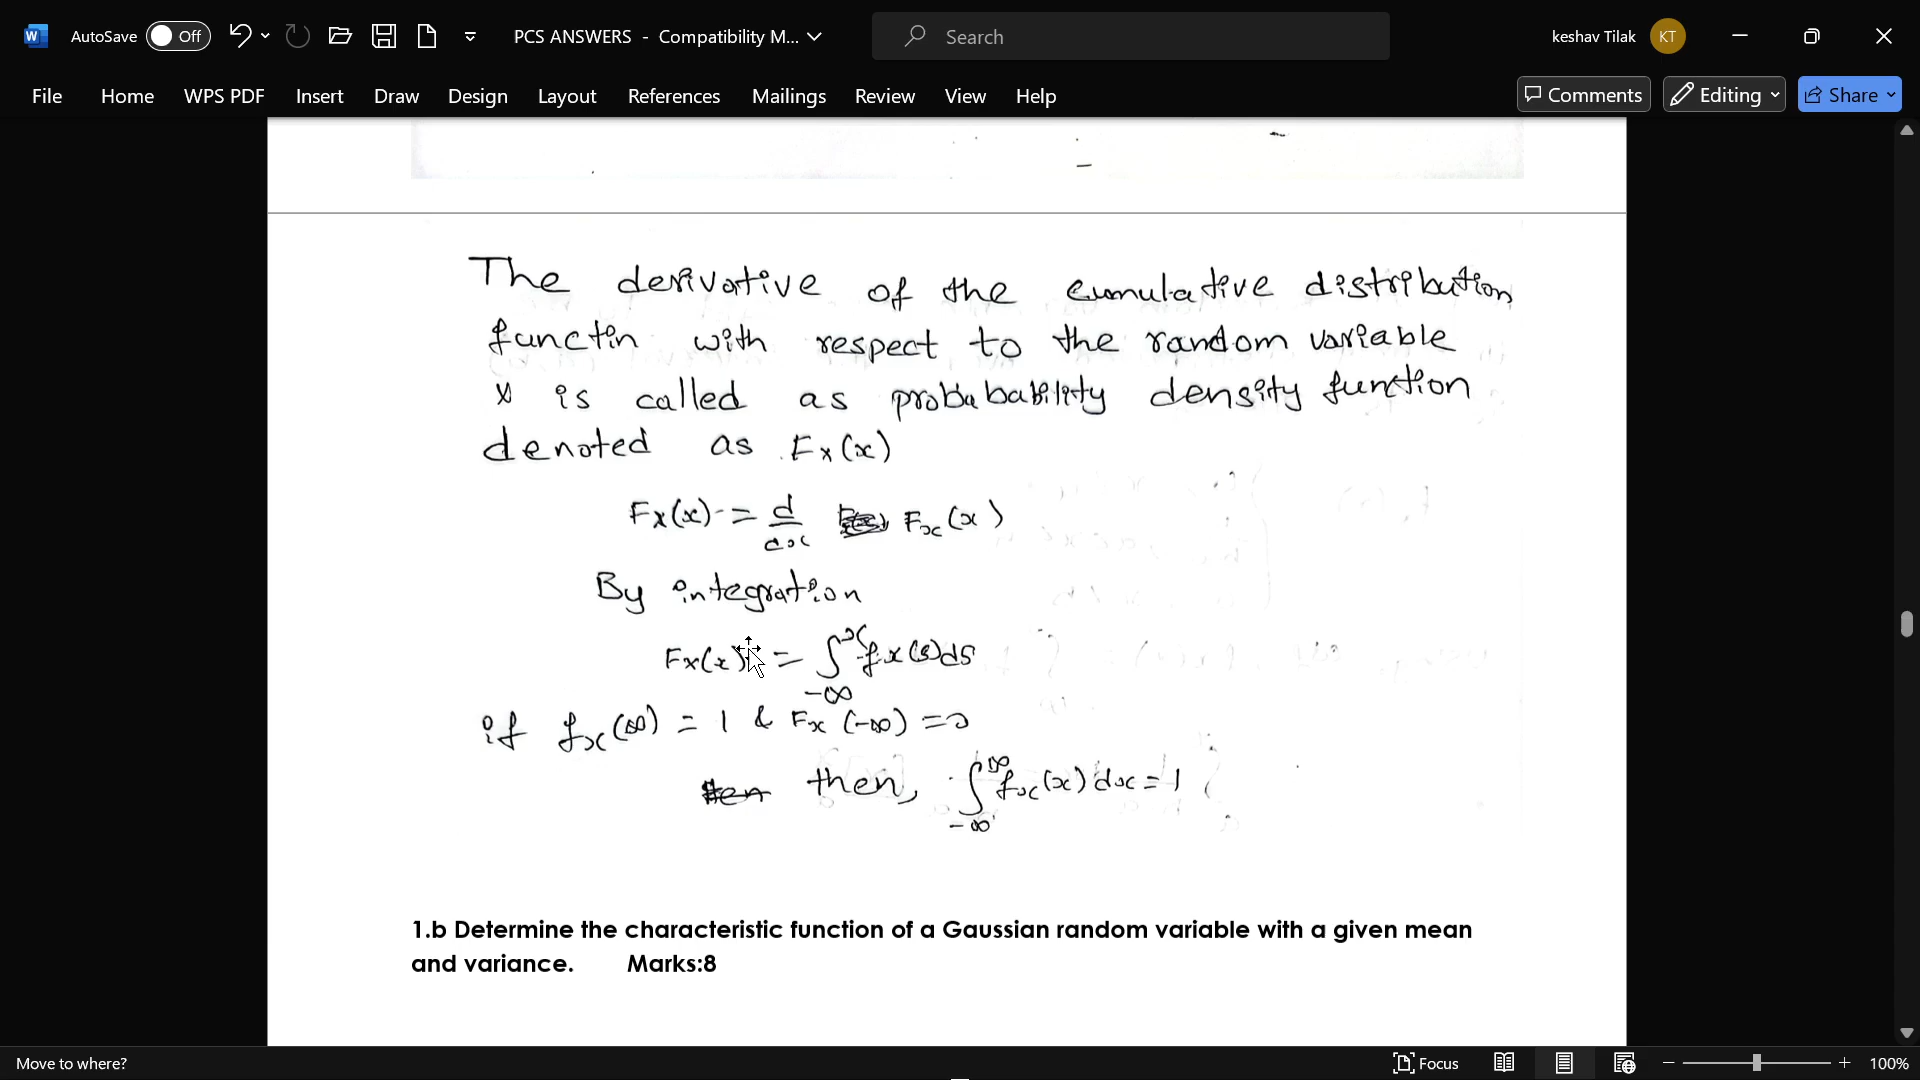 AutoSave Off PCS ANSWERS - Compatibility M... Search keshav Tilak KT
File Home WPS PDF Insert Draw Design Layout References Mailings Review View Help Comments Editing Share
The derivative of the cumulative distribution
functin with respect to the random variable
X is called as probabability density function
denoted as Fx(x)
Fx(x) = d/dx Fx(x)
By integration
Fx(x) = ∫_{-∞}^{x} fx(s)ds
if fx(∞) = 1 & Fx(-∞) = 0
then, ∫_{-∞}^{∞} fx(x) dx = 1
1.b Determine the characteristic function of a Gaussian random variable with a given mean
and variance. Marks:8
Move to where? Focus 100%